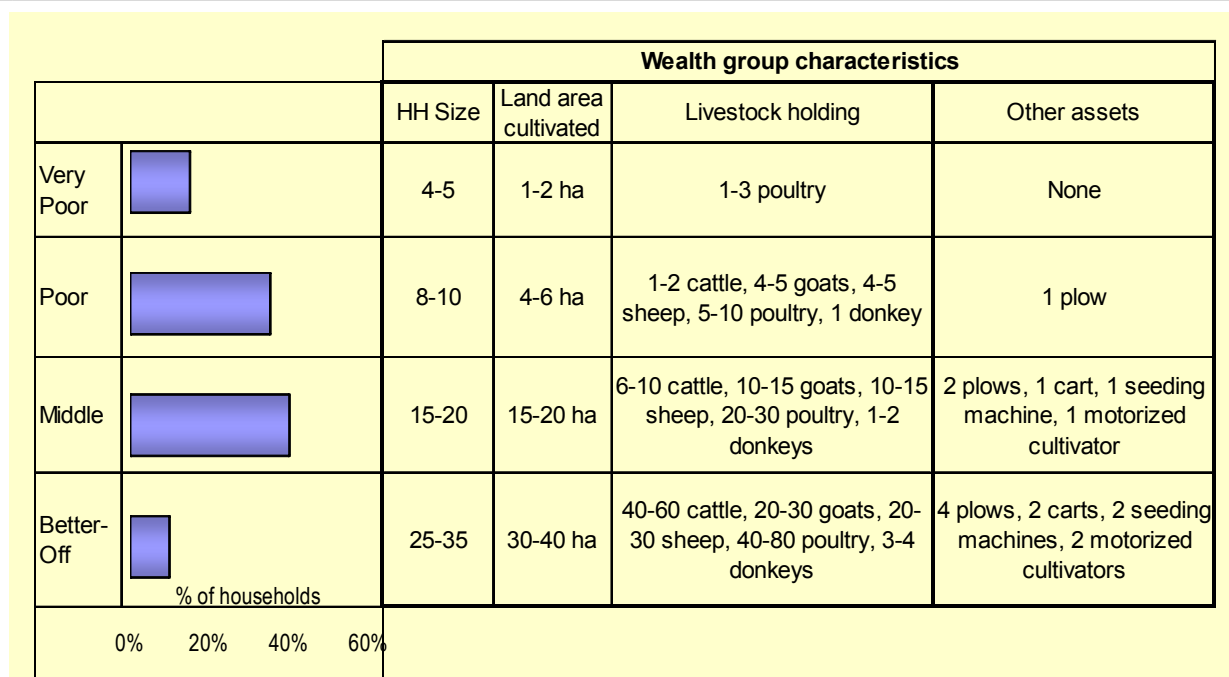 Wealth group characteristics
HH Size
Land area
cultivated
Livestock holding
Other assets
Very
Poor
4-5
1-2 ha
1-3 poultry
None
Poor
8-10
4-6 ha
1-2 cattle, 4-5 goats, 4-5
sheep, 5-10 poultry, 1 donkey
1 plow
Middle
15-20
15-20 ha
6-10 cattle, 10-15 goats, 10-15
sheep, 20-30 poultry, 1-2
donkeys
2 plows, 1 cart, 1 seeding
machine, 1 motorized
cultivator
Better-
Off
25-35
30-40 ha
40-60 cattle, 20-30 goats, 20-
30 sheep, 40-80 poultry, 3-4
donkeys
4 plows, 2 carts, 2 seeding
machines, 2 motorized
cultivators
% of households
0% 20% 40% 60%